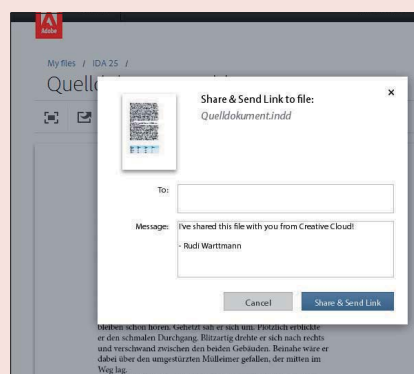 Adobe
My files / IDA 25 /
Share & Send Link to file:
Quelldokument.indd
To:
Message:
I've shared this file with you from Creative Cloud!
- Rudi Warttmann
Cancel
Share & Send Link
bleiben schon hören. Gehetzt sah er sich um. Plötzlich erblickte
er den schmalen Durchgang. Blitzartig drehte er sich nach rechts
und verschwand zwischen den beiden Gebäuden. Beinahe wäre er
dabei über den umgestürzten Mülleimer gefallen, der mitten im
Weg lag.